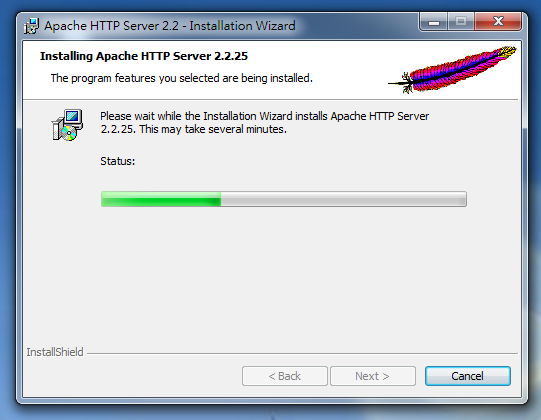 Apache HTTP Server 2.2 - Installation Wizard
Installing Apache HTTP Server 2.2.25
The program features you selected are being installed.
Please wait while the Installation Wizard installs Apache HTTP Server
2.2.25. This may take several minutes.
Status:
InstallShield
< Back
Next >
Cancel